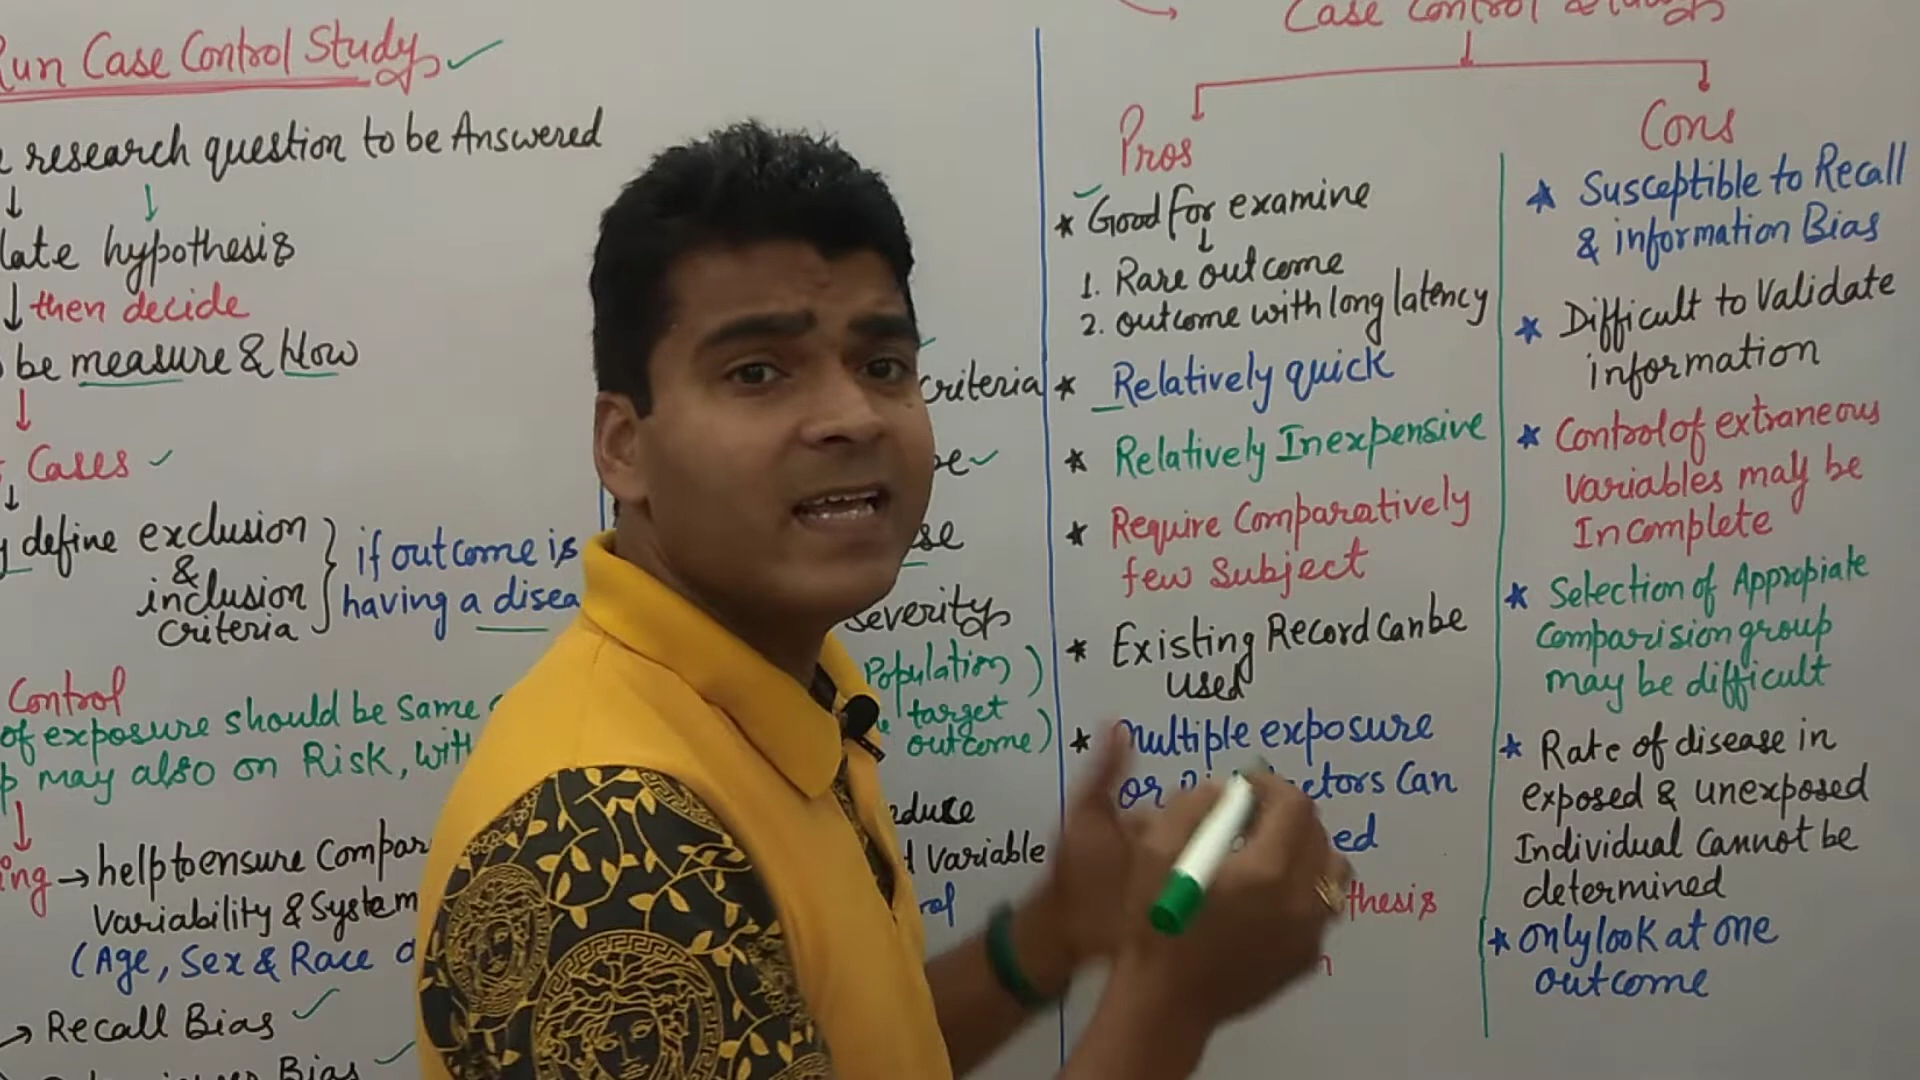 Run Case Control Study
research question to be Answered
late hypothesis
then decide
be measure & How
Cases
define exclusion
&
inclusion
criteria
if outcome is
having a disea
Control
of exposure should be Same
may also on Risk, with
ing → help to ensure Compar
Variability & System
(Age, Sex & Race
→ Recall Bias
Bias
criteria
se
Severity
Population)
target
outcome)
duce
Variable
Case Control Study
Pros
* Good for examine
1. Rare outcome
2. outcome with long latency
* Relatively quick
* Relatively Inexpensive
* Require Comparatively
few Subject
* Existing Record Can be
used
* Multiple exposure
or ctors Can
ed
thesis
Cons
* Susceptible to Recall
& information Bias
* Difficult to Validate
information
* Control of extraneous
Variables may be
Incomplete
* Selection of Appropiate
Comparision group
may be difficult
* Rate of disease in
exposed & unexposed
Individual Cannot be
determined
* Only look at one
outcome